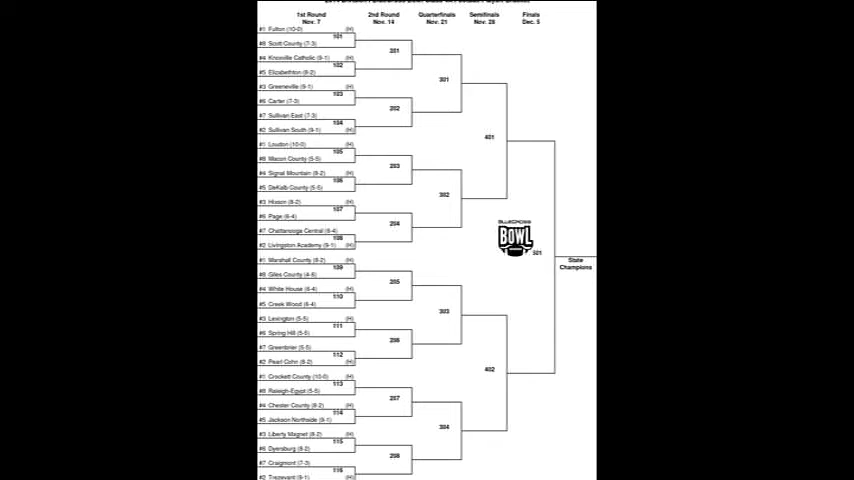 1st Round
Nov. 7
2nd Round
Nov. 14
Quarterfinals
Nov. 21
Semifinals
Nov. 28
Finals
Dec. 5
#1 Fulton (10-0) (H)
101
#8 Scott County (7-3)
#4 Knoxville Catholic (9-1) (H)
102
#5 Elizabethton (8-2)
#3 Greeneville (9-1) (H)
103
#6 Carter (7-3)
#7 Sullivan East (7-3)
104
#2 Sullivan South (9-1) (H)
#1 Loudon (10-0) (H)
105
#8 Macon County (5-5)
#4 Signal Mountain (8-2) (H)
106
#5 DeKalb County (5-5)
#3 Hixson (8-2) (H)
107
#6 Page (6-4)
#7 Chattanooga Central (6-4)
108
#2 Livingston Academy (9-1) (H)
#1 Marshall County (8-2) (H)
109
#8 Giles County (4-6)
#4 White House (6-4) (H)
110
#5 Creek Wood (6-4)
#3 Lexington (5-5) (H)
111
#6 Spring Hill (5-5)
#7 Greenbrier (5-5)
112
#2 Pearl Cohn (8-2) (H)
#1 Crockett County (10-0) (H)
113
#8 Raleigh-Egypt (5-5)
#4 Chester County (8-2) (H)
114
#5 Jackson Northside (9-1)
#3 Liberty Magnet (8-2) (H)
115
#6 Dyersburg (8-2)
#7 Craigmont (7-3)
116
#2 Trezevant (9-1) (H)
201
202
203
204
205
206
207
208
301
302
303
304
401
402
BLUECROSS
BOWL
501
State
Champions